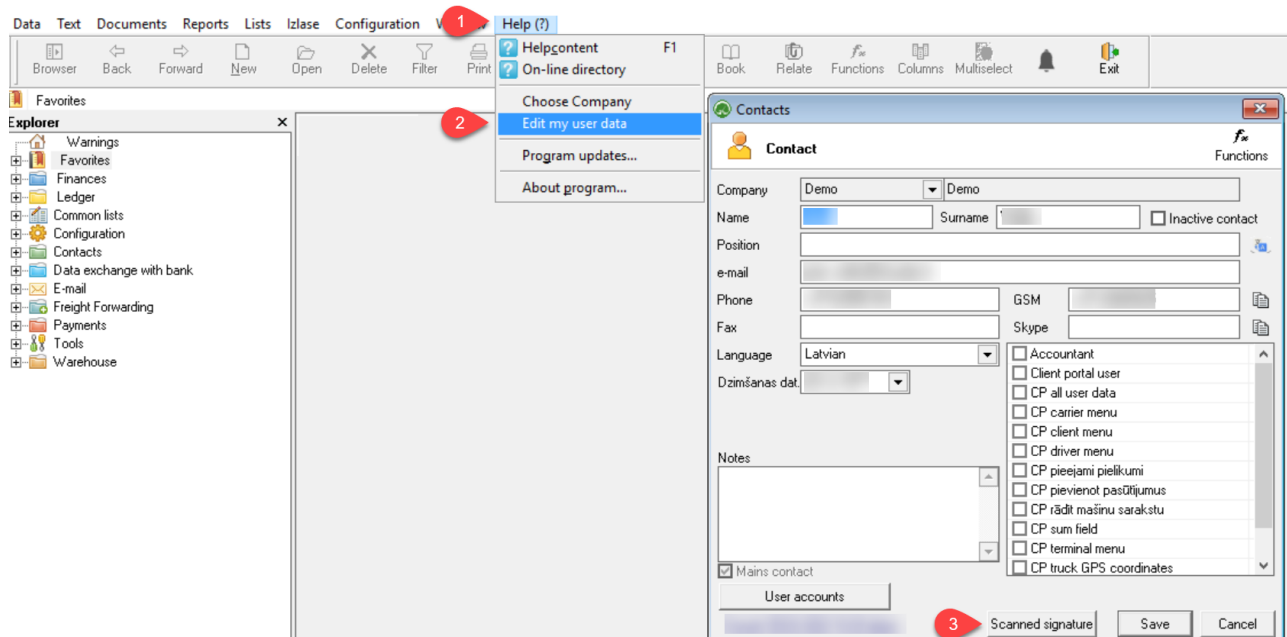 Data Text Documents Reports Lists Izlase Configuration 1 Help (?)
Browser Back Forward New Open Delete Filter Print
Helpcontent F1
On-line directory
Choose Company
2 Edit my user data
Program updates...
About program...
Book Relate Functions Columns Multiselect Exit
Favorites
Explorer
Warnings
Favorites
Finances
Ledger
Common lists
Configuration
Contacts
Data exchange with bank
E-mail
Freight Forwarding
Payments
Tools
Warehouse
Contacts
Contact
Functions
Company Demo Demo
Name Surname Inactive contact
Position
e-mail
Phone GSM
Fax Skype
Language Latvian
Dzimšanas dat.
Accountant
Client portal user
CP all user data
CP carrier menu
CP client menu
CP driver menu
CP pieejami pielikumi
CP pievienot pasūtījumus
CP rādīt mašīnu sarakstu
CP sum field
CP terminal menu
CP truck GPS coordinates
Notes
Mains contact
User accounts
3 Scanned signature Save Cancel